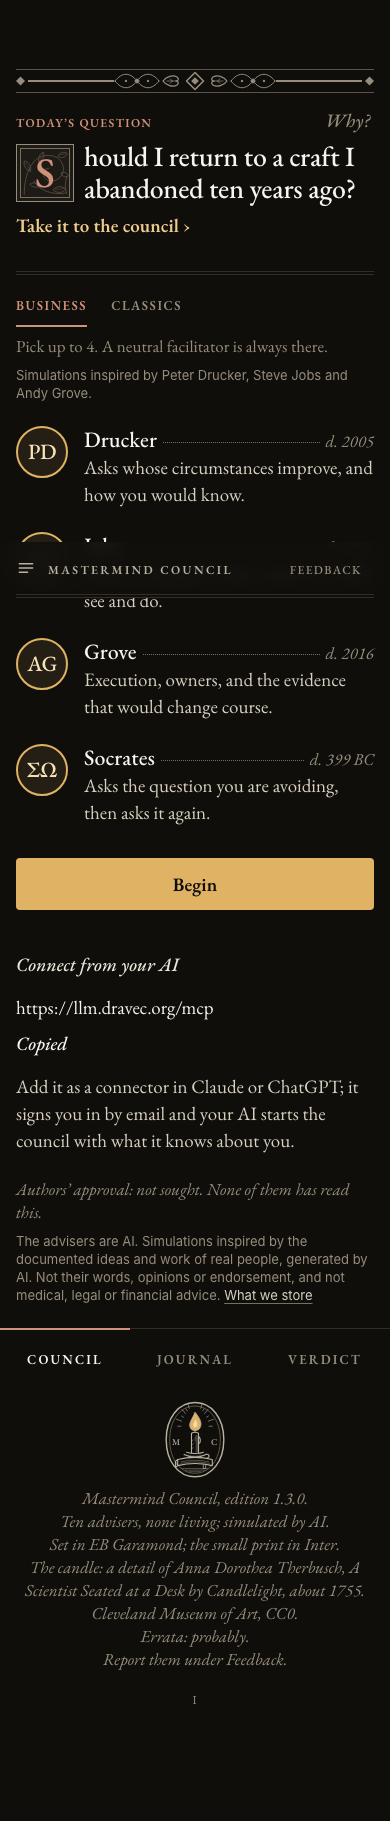 TODAY'S QUESTION
Why?
Should I return to a craft I
abandoned ten years ago?
Take it to the council ›
BUSINESS
CLASSICS
Pick up to 4. A neutral facilitator is always there.
Simulations inspired by Peter Drucker, Steve Jobs and
Andy Grove.
PD
Drucker
d. 2005
Asks whose circumstances improve, and
how you would know.
MASTERMIND COUNCIL
FEEDBACK
see and do.
AG
Grove
d. 2016
Execution, owners, and the evidence
that would change course.
ΣΩ
Socrates
d. 399 BC
Asks the question you are avoiding,
then asks it again.
Begin
Connect from your AI
https://llm.dravec.org/mcp
Copied
Add it as a connector in Claude or ChatGPT; it
signs you in by email and your AI starts the
council with what it knows about you.
Authors' approval: not sought. None of them has read
this.
The advisers are AI. Simulations inspired by the
documented ideas and work of real people, generated by
AI. Not their words, opinions or endorsement, and not
medical, legal or financial advice. What we store
COUNCIL
JOURNAL
VERDICT
M C
Mastermind Council, edition 1.3.0.
Ten advisers, none living; simulated by AI.
Set in EB Garamond; the small print in Inter.
The candle: a detail of Anna Dorothea Therbusch, A
Scientist Seated at a Desk by Candlelight, about 1755.
Cleveland Museum of Art, CC0.
Errata: probably.
Report them under Feedback.
I